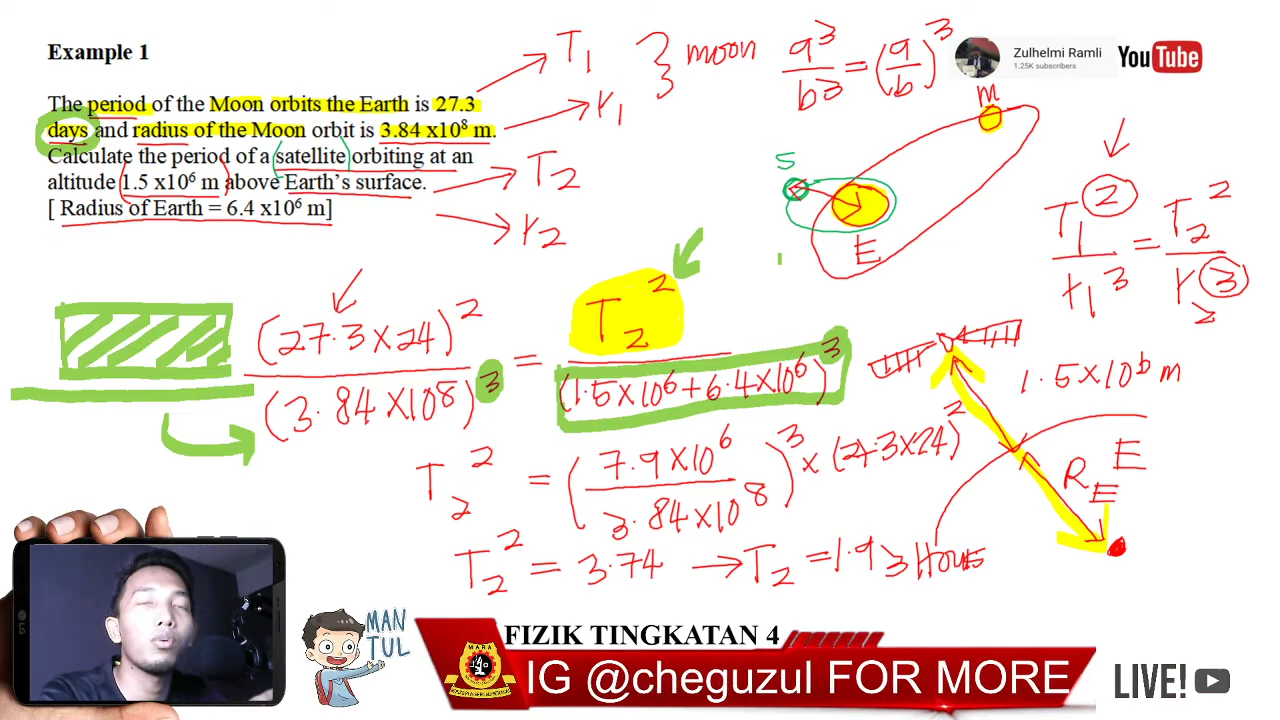 Example 1
The period of the Moon orbits the Earth is 27.3
days and radius of the Moon orbit is 3.84 x10⁸ m.
Calculate the period of a satellite orbiting at an
altitude 1.5 x10⁶ m above Earth's surface.
[ Radius of Earth = 6.4 x10⁶ m]
T₁
r₁
} moon
T₂
r₂
a³/b³ = (a/b)³
Zulhelmi Ramli
1.25K subscribers
YouTube
m
S
E
T₁²/r₁³ = T₂²/r₂³
(27.3 x 24)²/(3.84 x 10⁸)³ = T₂²/(1.5 x 10⁶ + 6.4 x 10⁶)³
1.5 x 10⁶ m
T₂² = (7.9 x 10⁶/3.84 x 10⁸)³ x (27.3 x 24)²
E
R_E
T₂² = 3.74 → T₂ = 1.93 Hours
LG
MAN
TUL
FIZIK TINGKATAN 4
MARA
IG @cheguzul FOR MORE
LIVE!